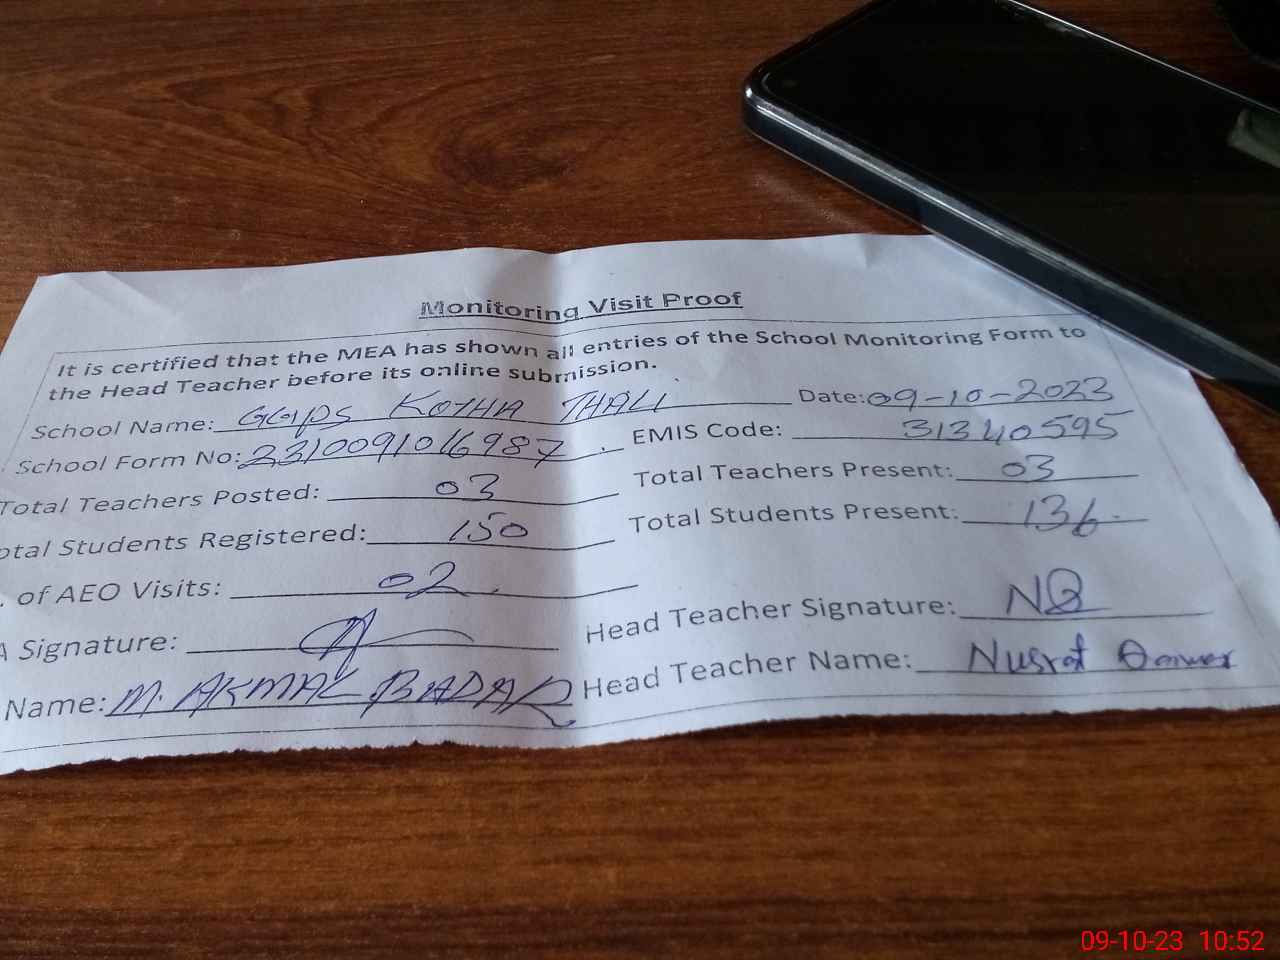 Monitoring Visit Proof
It is certified that the MEA has shown all entries of the School Monitoring Form to
the Head Teacher before its online submission.
School Name: GGPS KOTHA THALI Date: 09-10-2023
School Form No: 2310091016987 EMIS Code: 31340595
Total Teachers Posted: 03 Total Teachers Present: 03
otal Students Registered: 150 Total Students Present: 136
. of AEO Visits: 02
A Signature: Head Teacher Signature: NQ
Name: M. AKMAL BADAR Head Teacher Name: Nusrat
09-10-23 10:52